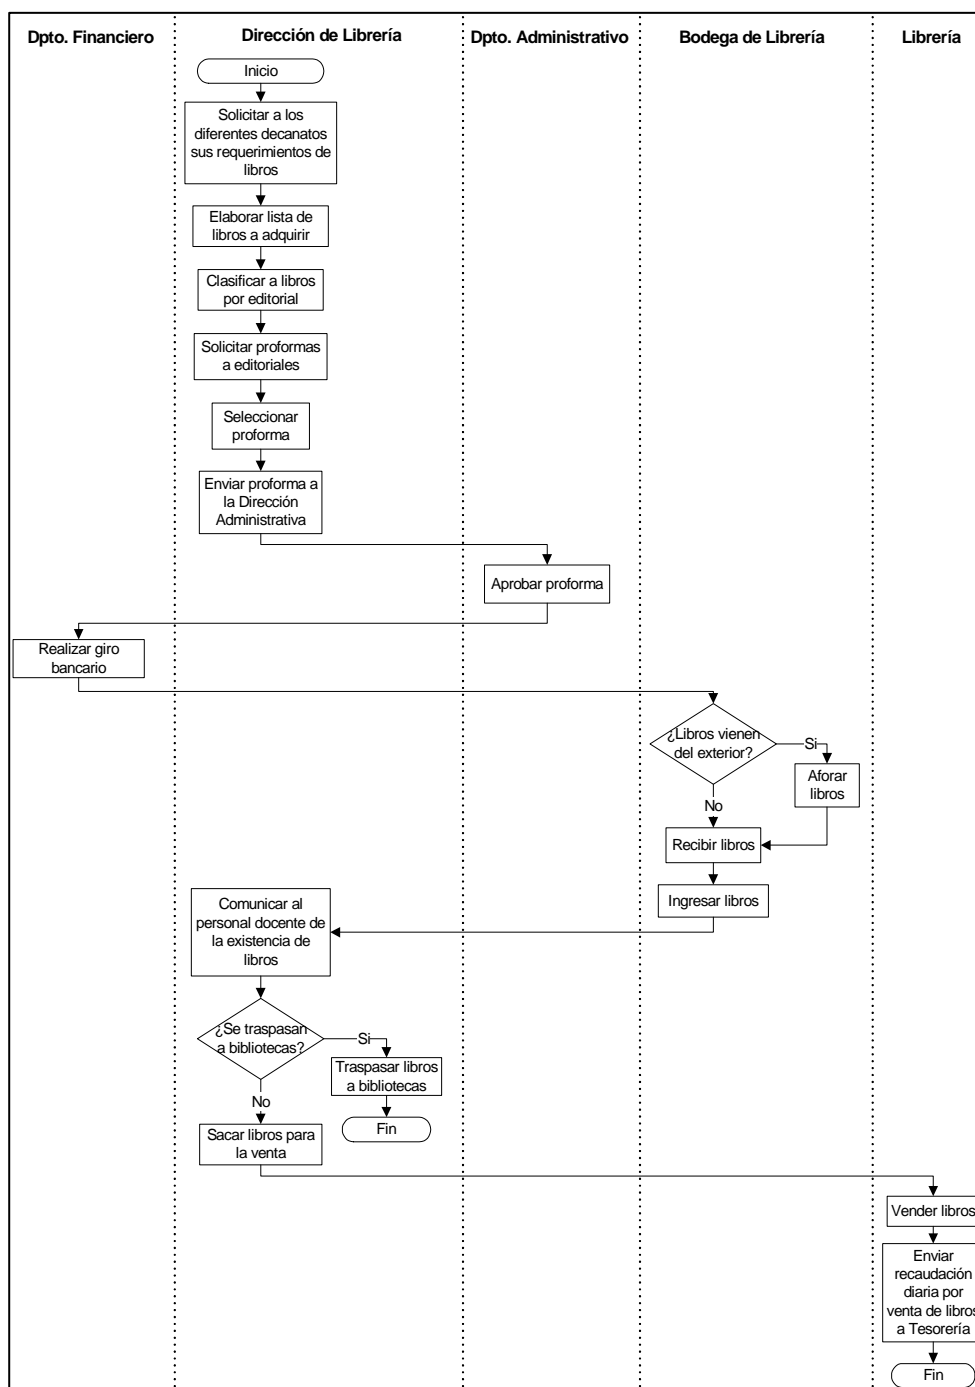 Dpto. Financiero
Dirección de Librería
Dpto. Administrativo
Bodega de Librería
Librería
Inicio
Solicitar a los
diferentes decanatos
sus requerimientos de
libros
Elaborar lista de
libros a adquirir
Clasificar a libros
por editorial
Solicitar proformas
a editoriales
Seleccionar
proforma
Enviar proforma a
la Dirección
Administrativa
Aprobar proforma
Realizar giro
bancario
¿Libros vienen
del exterior?
Si
Aforar
libros
No
Recibir libros
Ingresar libros
Comunicar al
personal docente de
la existencia de
libros
¿Se traspasan
a bibliotecas?
Si
Traspasar libros
a bibliotecas
Fin
No
Sacar libros para
la venta
Vender libros
Enviar
recaudación
diaria por
venta de libros
a Tesorería
Fin